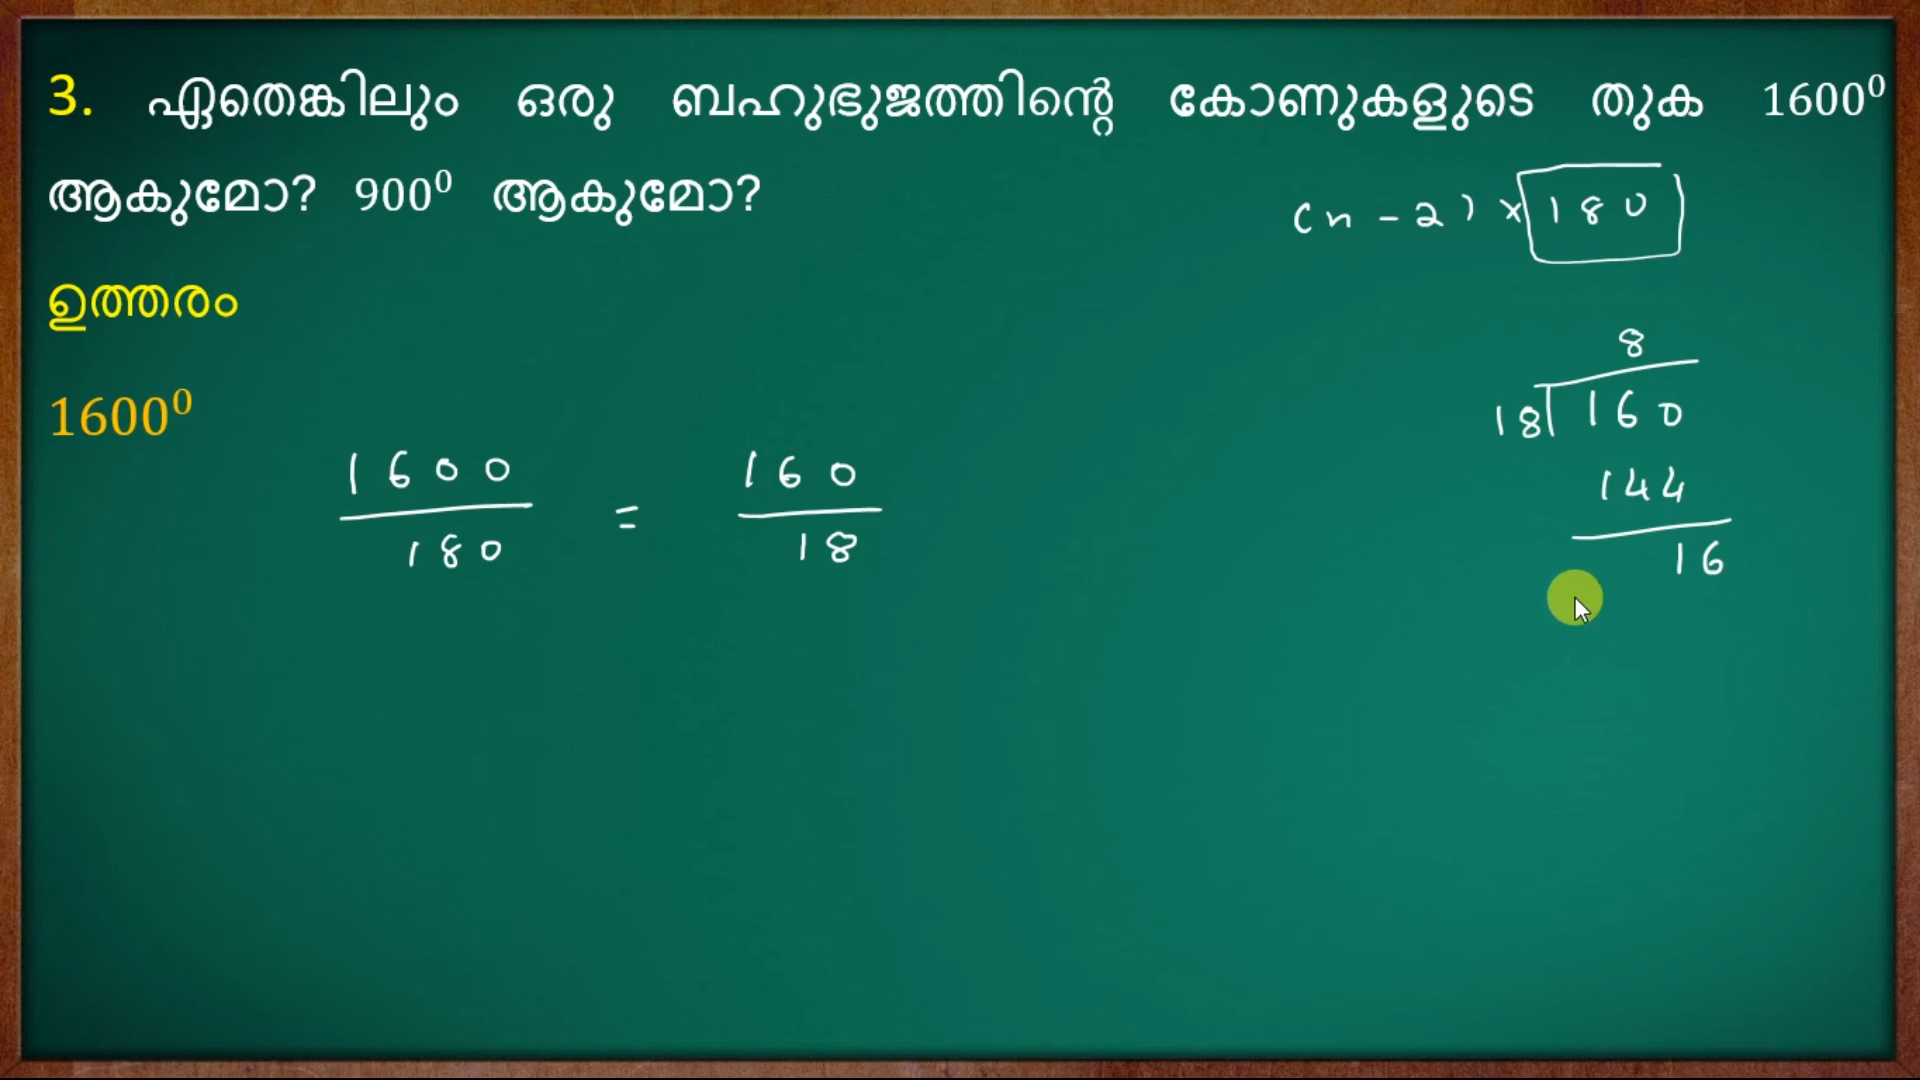 3. ഏതെങ്കിലും ഒരു ബഹുഭുജത്തിന്റെ കോണുകളുടെ തുക 1600⁰
ആകുമോ? 900⁰ ആകുമോ?
(n - 2) × 180
ഉത്തരം
1600⁰
1600
180
=
160
18
8
18 160
144
16